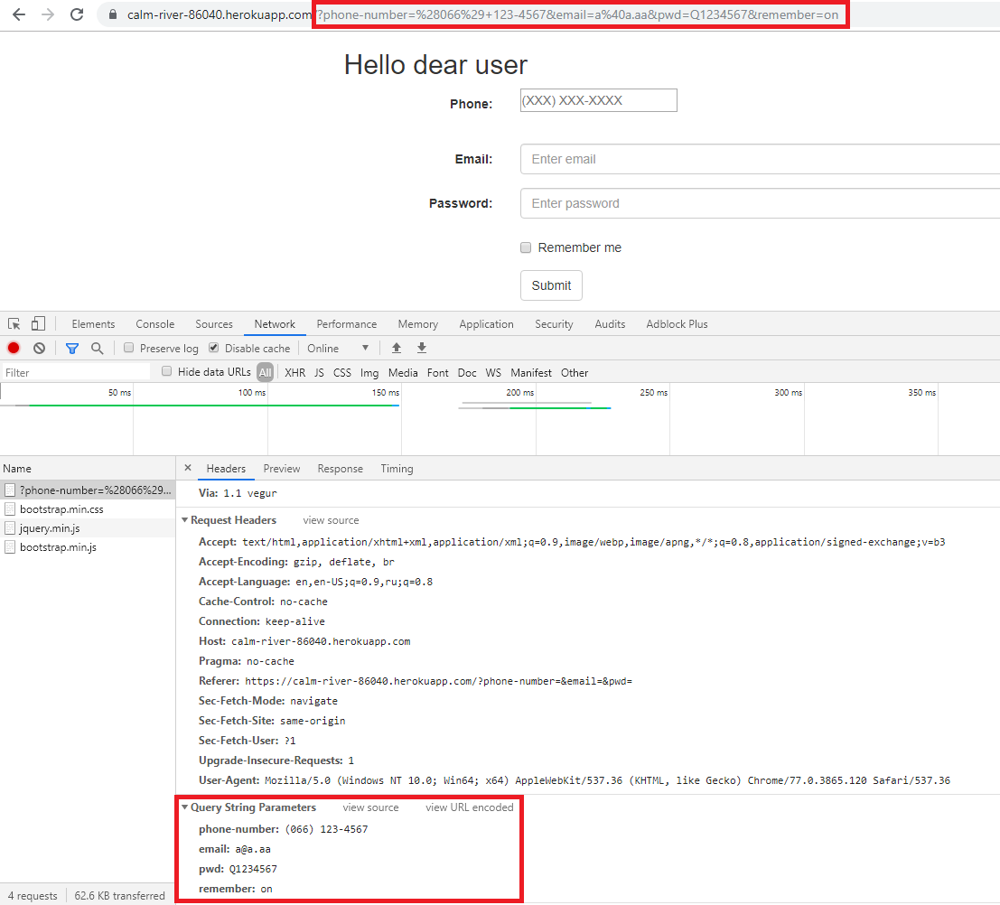 calm-river-86040.herokuapp.com/?phone-number=%28066%29+123-4567&email=a%40a.aa&pwd=Q1234567&remember=on
Hello dear user
Phone: (XXX) XXX-XXXX
Email: Enter email
Password: Enter password
Remember me
Submit
Elements Console Sources Network Performance Memory Application Security Audits Adblock Plus
Preserve log Disable cache Online
Filter Hide data URLs All XHR JS CSS Img Media Font Doc WS Manifest Other
50 ms 100 ms 150 ms 200 ms 250 ms 300 ms 350 ms
Name × Headers Preview Response Timing
?phone-number=%28066%29...
bootstrap.min.css
jquery.min.js
bootstrap.min.js
Via: 1.1 vegur
Request Headers view source
Accept: text/html,application/xhtml+xml,application/xml;q=0.9,image/webp,image/apng,*/*;q=0.8,application/signed-exchange;v=b3
Accept-Encoding: gzip, deflate, br
Accept-Language: en,en-US;q=0.9,ru;q=0.8
Cache-Control: no-cache
Connection: keep-alive
Host: calm-river-86040.herokuapp.com
Pragma: no-cache
Referer: https://calm-river-86040.herokuapp.com/?phone-number=&email=&pwd=
Sec-Fetch-Mode: navigate
Sec-Fetch-Site: same-origin
Sec-Fetch-User: ?1
Upgrade-Insecure-Requests: 1
User-Agent: Mozilla/5.0 (Windows NT 10.0; Win64; x64) AppleWebKit/537.36 (KHTML, like Gecko) Chrome/77.0.3865.120 Safari/537.36
Query String Parameters view source view URL encoded
phone-number: (066) 123-4567
email: a@a.aa
pwd: Q1234567
remember: on
4 requests 62.6 KB transferred